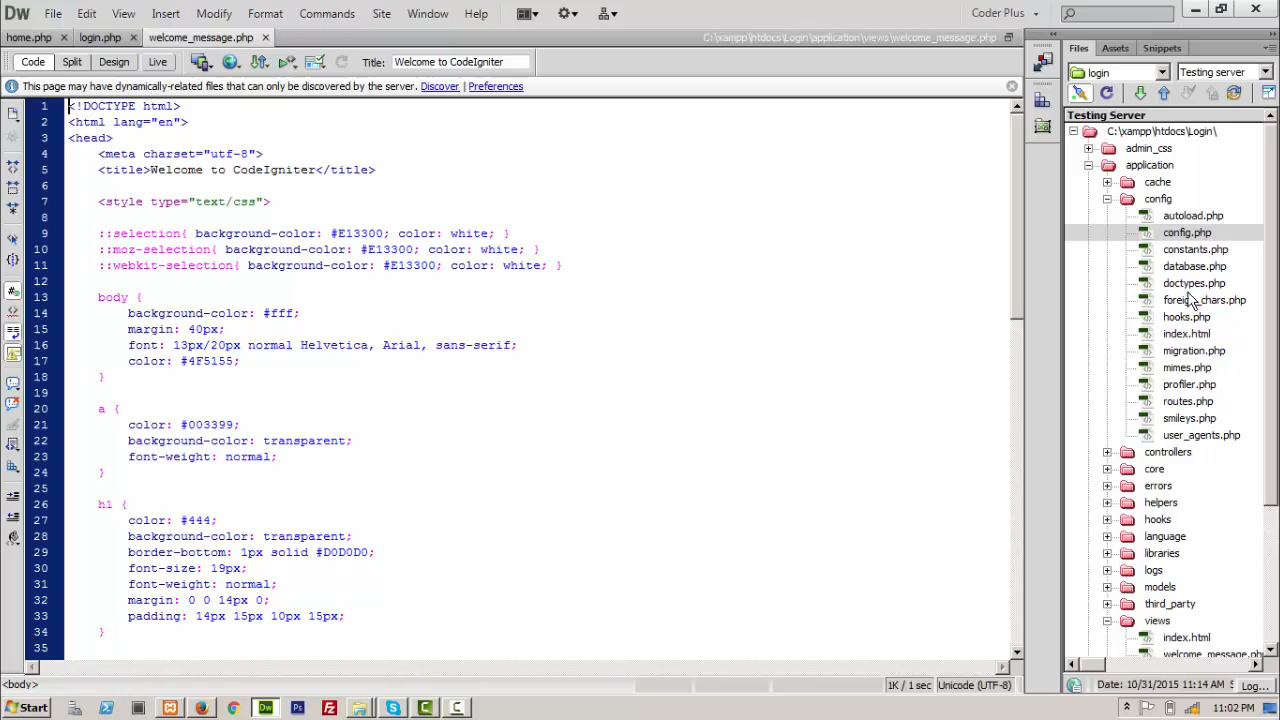 Dw File Edit View Insert Modify Format Commands Site Window Help Coder Plus
home.php login.php welcome_message.php C:\xampp\htdocs\Login\application\views\welcome_message.php
Code Split Design Live Title: Welcome to CodeIgniter
This page may have dynamically-related files that can only be discovered by the server. Discover | Preferences
1 <!DOCTYPE html>
2 <html lang="en">
3 <head>
4 <meta charset="utf-8">
5 <title>Welcome to CodeIgniter</title>
6
7 <style type="text/css">
8
9 ::selection{ background-color: #E13300; color: white; }
10 ::moz-selection{ background-color: #E13300; color: white; }
11 ::webkit-selection{ background-color: #E13300; color: white; }
12
13 body {
14 background-color: #fff;
15 margin: 40px;
16 font: 13px/20px normal Helvetica, Arial, sans-serif;
17 color: #4F5155;
18 }
19
20 a {
21 color: #003399;
22 background-color: transparent;
23 font-weight: normal;
24 }
25
26 h1 {
27 color: #444;
28 background-color: transparent;
29 border-bottom: 1px solid #D0D0D0;
30 font-size: 19px;
31 font-weight: normal;
32 margin: 0 0 14px 0;
33 padding: 14px 15px 10px 15px;
34 }
35
<body> 1K / 1 sec Unicode (UTF-8)
Files Assets Snippets
login Testing server
Testing Server
C:\xampp\htdocs\Login\
admin_css
application
cache
config
autoload.php
config.php
constants.php
database.php
doctypes.php
foreign_chars.php
hooks.php
index.html
migration.php
mimes.php
profiler.php
routes.php
smileys.php
user_agents.php
controllers
core
errors
helpers
hooks
language
libraries
logs
models
third_party
views
index.html
welcome_message.php
Date: 10/31/2015 11:14 AM Log...
Start Dw Ps Fz 11:02 PM